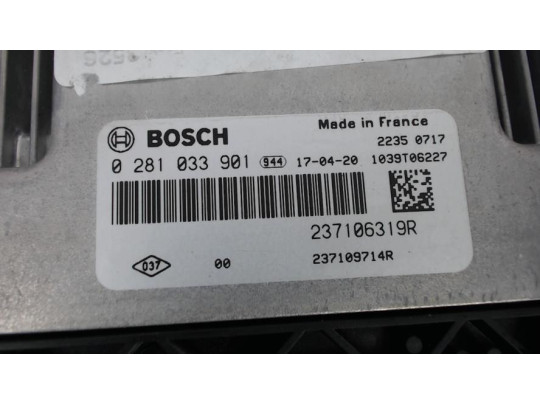 BOSCH Made in France
2235 0717
0 281 033 901 944 17-04-20 1039T06227
237106319R
037 00 237109714R